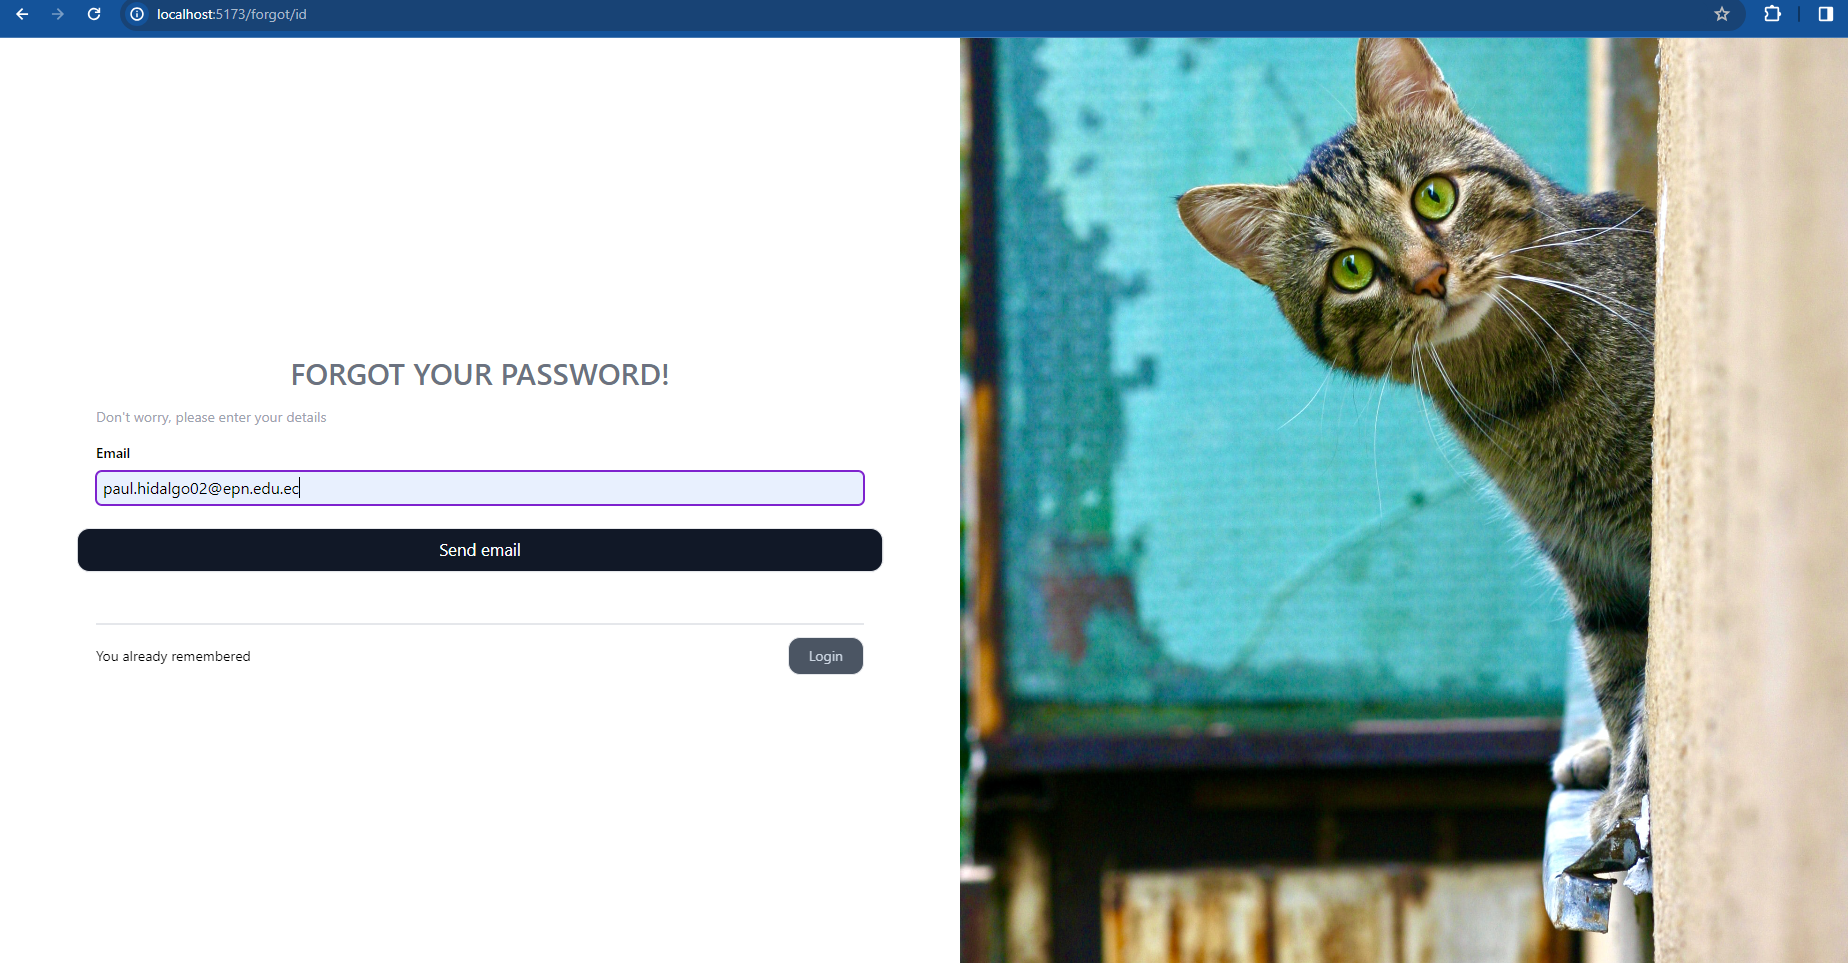 localhost:5173/forgot/id
FORGOT YOUR PASSWORD!
Don't worry, please enter your details
Email
paul.hidalgo02@epn.edu.ec
Send email
You already remembered
Login